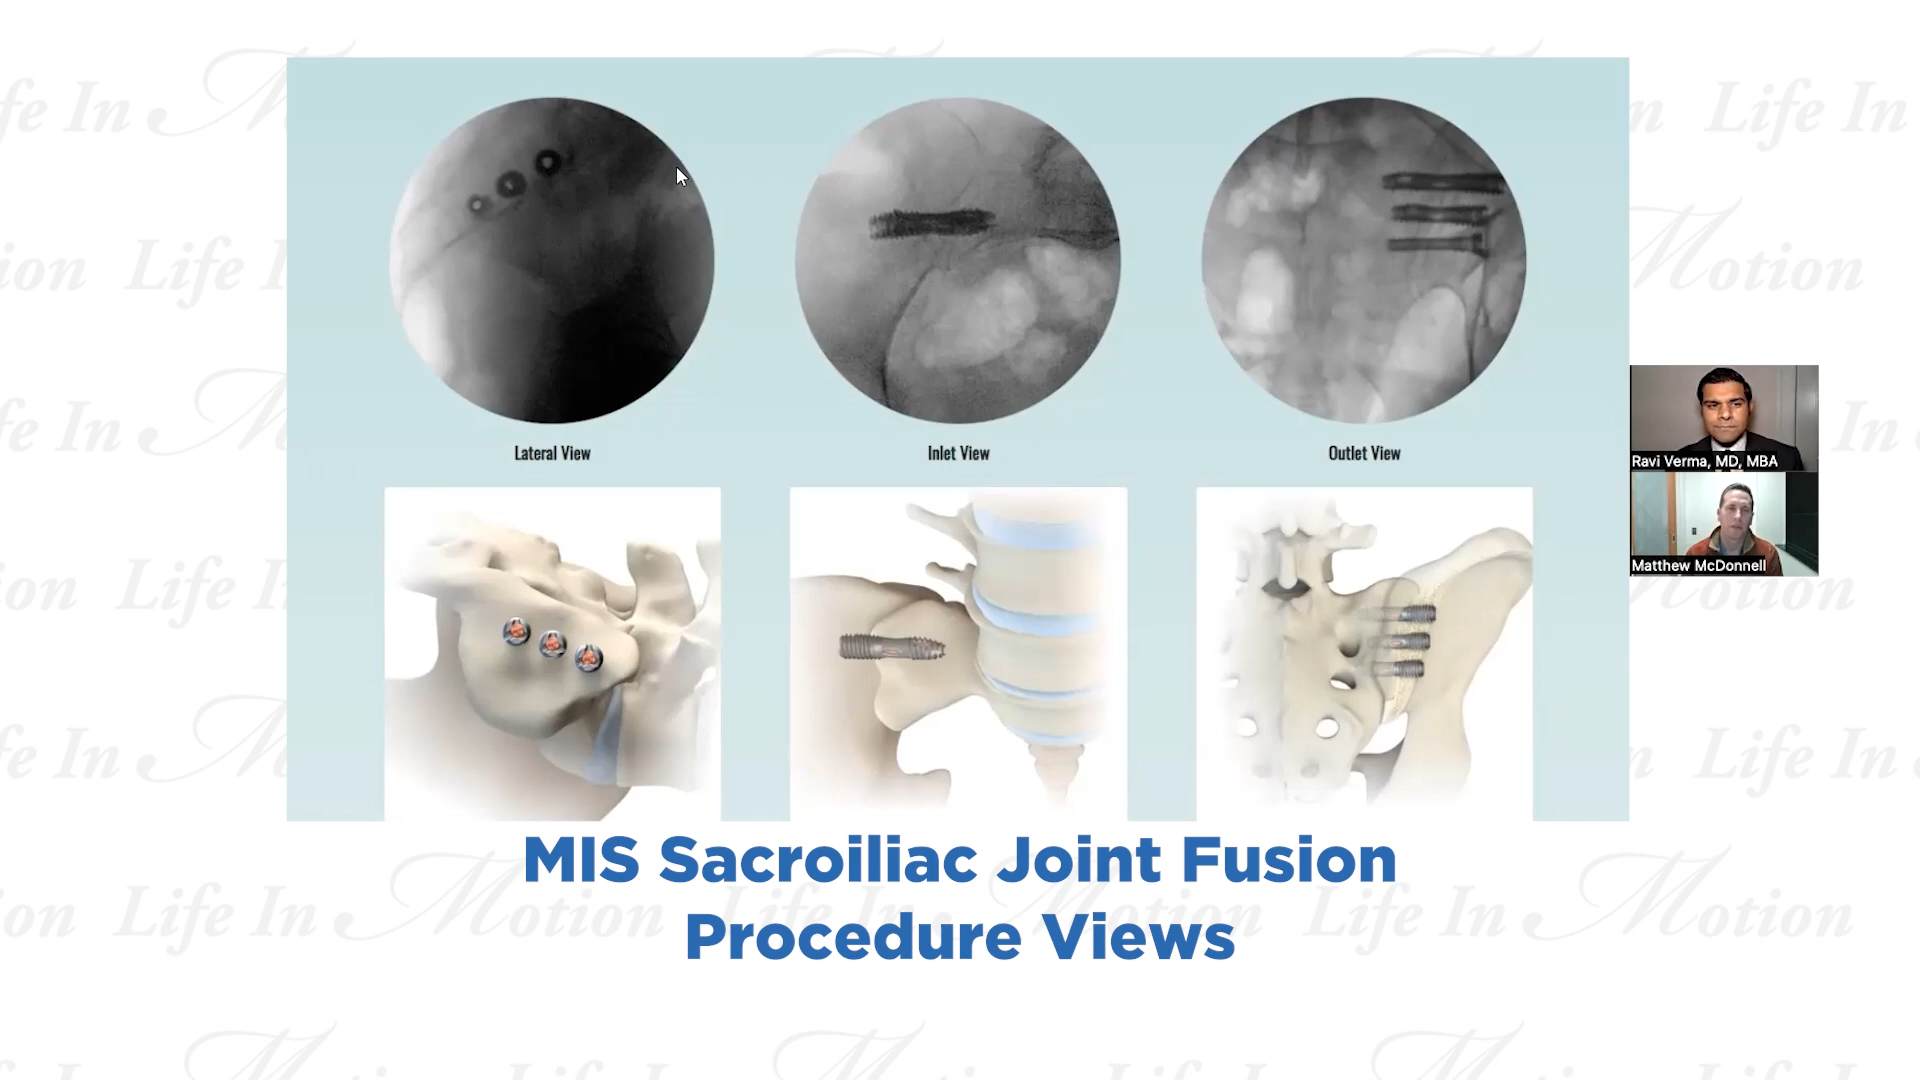 Lateral View
Inlet View
Outlet View
Ravi Verma, MD, MBA
Matthew McDonnell
MIS Sacroiliac Joint Fusion
Procedure Views
Life In Motion